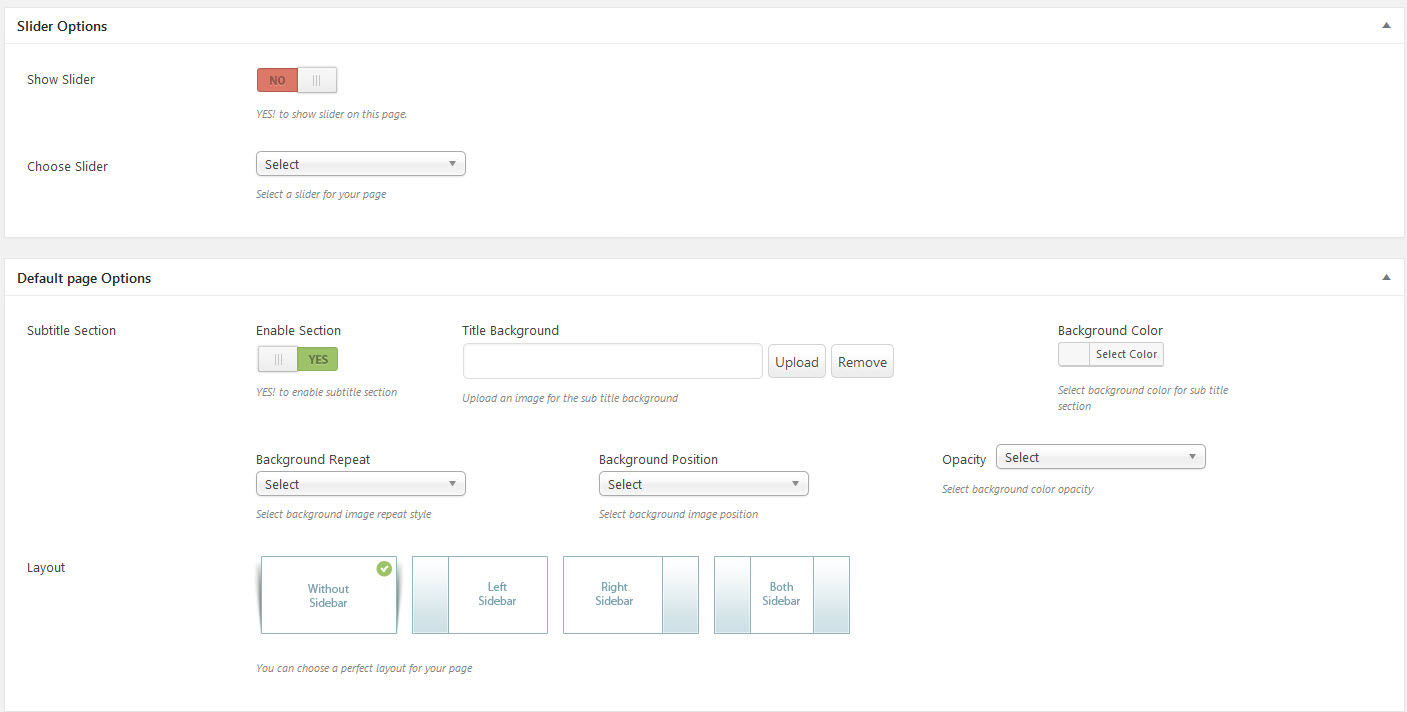 Slider Options
Show Slider
NO
YES! to show slider on this page.
Choose Slider
Select
Select a slider for your page
Default page Options
Subtitle Section
Enable Section
Title Background
Background Color
YES
Upload
Remove
Select Color
YES! to enable subtitle section
Upload an image for the sub title background
Select background color for sub title
section
Background Repeat
Background Position
Opacity
Select
Select
Select
Select background image repeat style
Select background image position
Select background color opacity
Layout
Without
Sidebar
Left
Sidebar
Right
Sidebar
Both
Sidebar
You can choose a perfect layout for your page